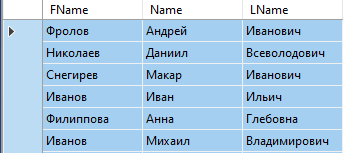 FName Name LName
Фролов Андрей Иванович
Николаев Даниил Всеволодович
Снегирев Макар Иванович
Иванов Иван Ильич
Филиппова Анна Глебовна
Иванов Михаил Владимирович